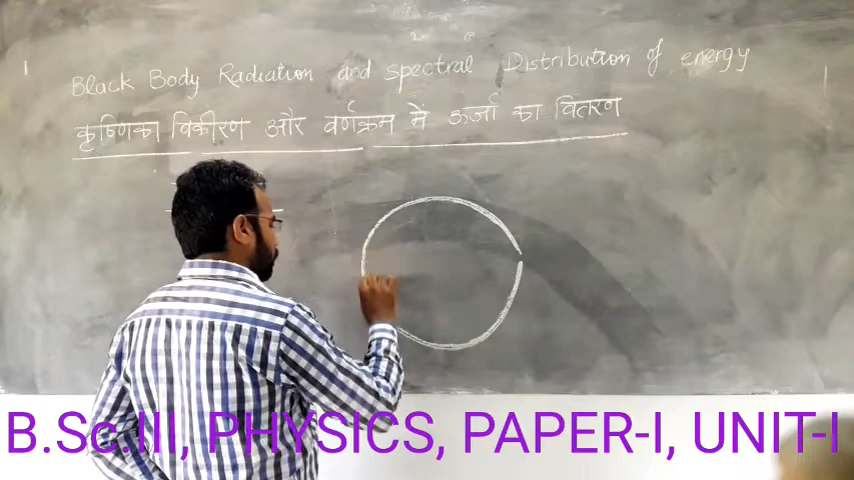 Black Body Radiation and spectral Distribution of energy
कृष्णिका विकीरण और वर्णक्रम में ऊर्जा का वितरण
B.Sc.III, PHYSICS, PAPER-I, UNIT-I